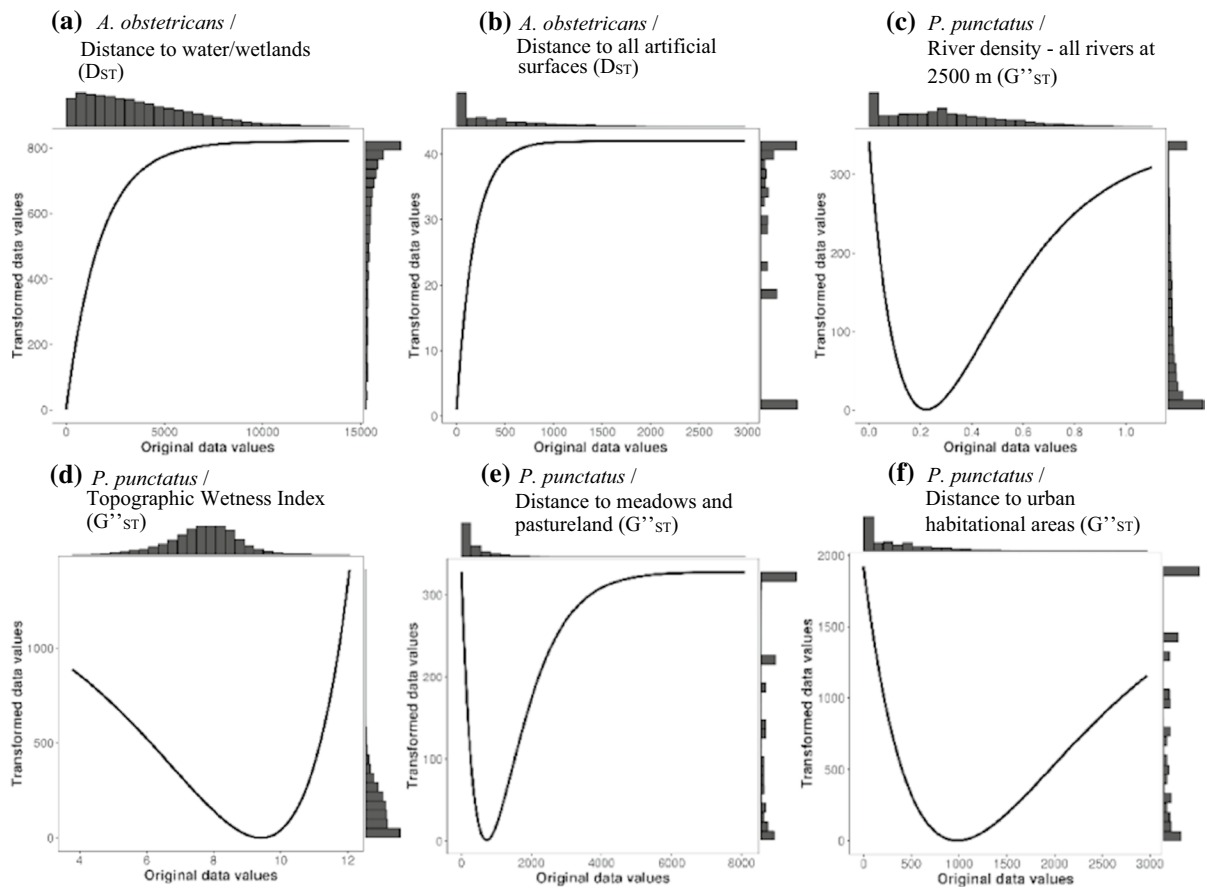 (a) A. obstetricans /
Distance to water/wetlands
(DST)
Transformed data values
800
600
400
200
0
0 5000 10000 15000
Original data values
(b) A. obstetricans /
Distance to all artificial
surfaces (DST)
Transformed data values
40
30
20
10
0
0 500 1000 1500 2000 2500 3000
Original data values
(c) P. punctatus /
River density - all rivers at
2500 m (G’’ST)
Transformed data values
300
200
100
0
0.0 0.2 0.4 0.6 0.8 1.0
Original data values
(d) P. punctatus /
Topographic Wetness Index
(G’’ST)
Transformed data values
1000
500
0
4 6 8 10 12
Original data values
(e) P. punctatus /
Distance to meadows and
pastureland (G’’ST)
Transformed data values
300
200
100
0
0 2000 4000 6000 8000
Original data values
(f) P. punctatus /
Distance to urban
habitational areas (G’’ST)
Transformed data values
2000
1500
1000
500
0
0 500 1000 1500 2000 2500 3000
Original data values